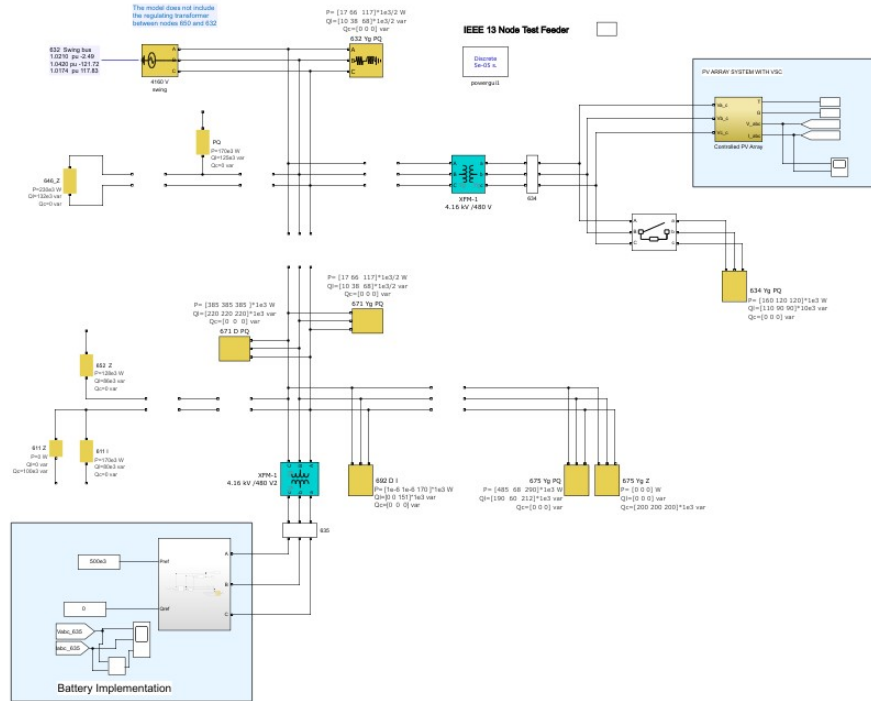 The model does not include
the regulating transformer
between nodes 650 and 632
632 Swing bus
1.0210 pu -2.49
1.0420 pu -121.72
1.0174 pu 117.83
A
B
C
4160 V
swing
P= [17 66 117]*1e3/2 W
Ql=[10 38 68]*1e3/2 var
Qc=[0 0 0] var
632 Yg PQ
A
B
C
IEEE 13 Node Test Feeder
Discrete
5e-05 s.
powergui1
PV ARRAY SYSTEM WITH VSC
Va_c
Vb_c
Vc_c
T
G
V_abc
I_abc
Controlled PV Array
PQ
P=170e3 W
Ql=125e3 var
Qc=0 var
646_Z
P=230e3 W
Ql=132e3 var
Qc=0 var
XFM-1
4.16 kV /480 V
634
A
B
C
a
b
c
634 Yg PQ
P= [160 120 120]*1e3 W
Ql=[110 90 90]*10e3 var
Qc=[0 0 0] var
P= [17 66 117]*1e3/2 W
Ql=[10 38 68]*1e3/2 var
Qc=[0 0 0] var
671 Yg PQ
P= [385 385 385 ]*1e3 W
Ql=[220 220 220]*1e3 var
Qc=[0 0 0] var
671 D PQ
652 Z
P=128e3 W
Ql=86e3 var
Qc=0 var
611 Z
P=0 W
Ql=0 var
Qc=100e3 var
611 I
P=170e3 W
Ql=80e3 var
Qc=0 var
XFM-1
4.16 kV /480 V2
635
692 D I
P=[1e-6 1e-6 170 ]*1e3 W
Ql=[0 0 151]*1e3 var
Qc=[0 0 0] var
675 Yg PQ
P= [485 68 290]*1e3 W
Ql=[190 60 212]*1e3 var
Qc=[0 0 0] var
675 Yg Z
P= [0 0 0] W
Ql=[0 0 0] var
Qc=[200 200 200]*1e3 var
500e3
Pref
0
Qref
A
B
C
Vabc_635
Iabc_635
Battery Implementation